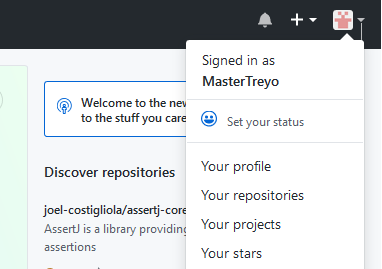 Signed in as
MasterTreyo
Set your status
Your profile
Your repositories
Your projects
Your stars
Welcome to the new
to the stuff you care
Discover repositories
joel-costigliola/assertj-core
AssertJ is a library providing
assertions